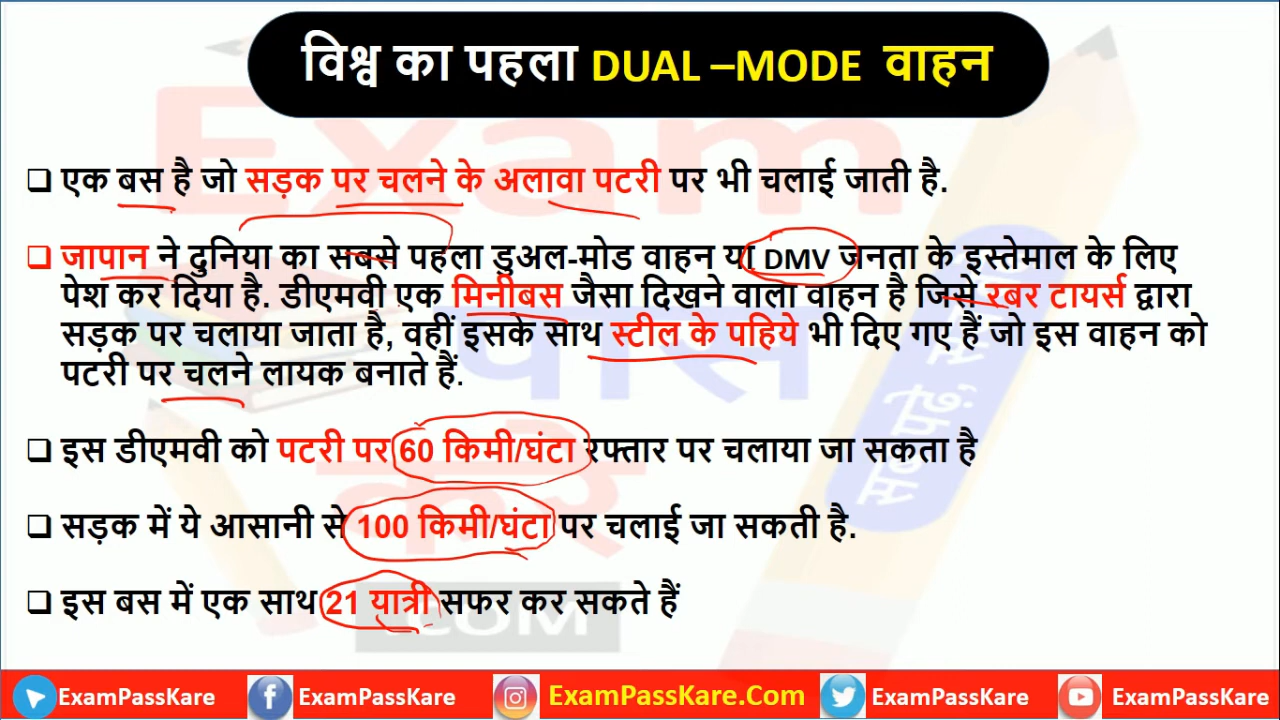 विश्व का पहला DUAL –MODE वाहन
❑ एक बस है जो सड़क पर चलने के अलावा पटरी पर भी चलाई जाती है.
❑ जापान ने दुनिया का सबसे पहला डुअल-मोड वाहन या DMV जनता के इस्तेमाल के लिए
पेश कर दिया है. डीएमवी एक मिनीबस जैसा दिखने वाला वाहन है जिसे रबर टायर्स द्वारा
सड़क पर चलाया जाता है, वहीं इसके साथ स्टील के पहिये भी दिए गए हैं जो इस वाहन को
पटरी पर चलने लायक बनाते हैं.
❑ इस डीएमवी को पटरी पर 60 किमी/घंटा रफ्तार पर चलाया जा सकता है
❑ सड़क में ये आसानी से 100 किमी/घंटा पर चलाई जा सकती है.
❑ इस बस में एक साथ 21 यात्री सफर कर सकते हैं
Exam
पास
करे
.COM
ExamPassKare ExamPassKare ExamPassKare.Com ExamPassKare ExamPassKare